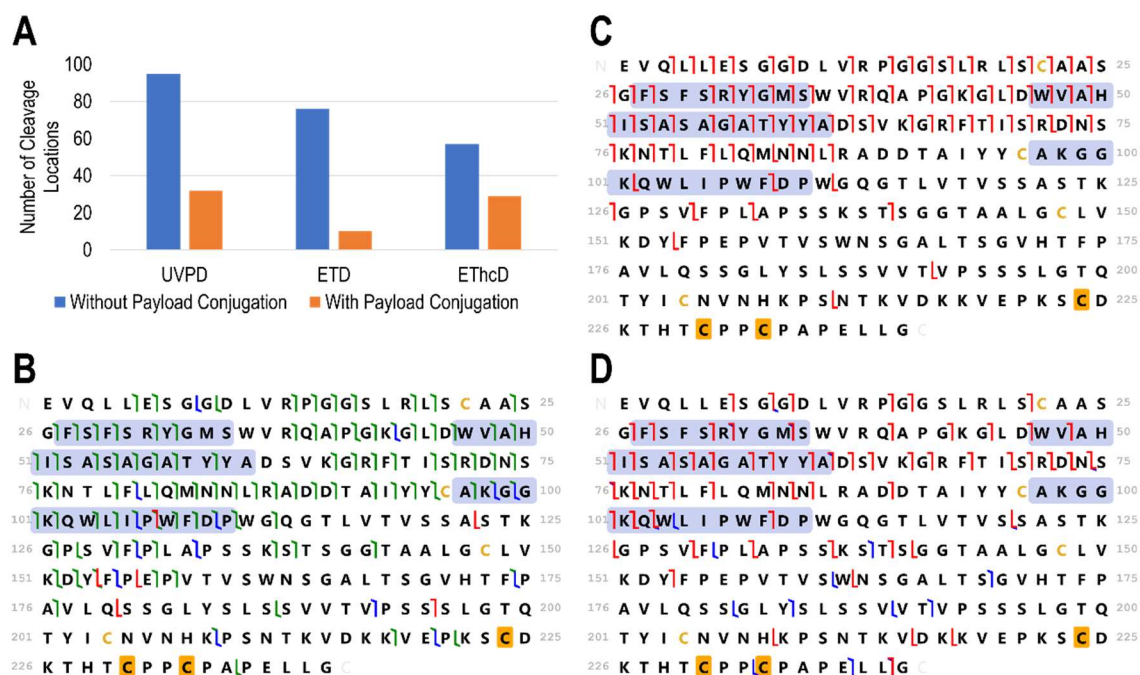 A
Number of Cleavage
Locations
100
80
60
40
20
0
UVPD ETD EThcD
Without Payload Conjugation With Payload Conjugation
C
N E V Q L L E S G G D L V R P G G S L R L S C A A S 25
26 G F S F S R Y G M S W V R Q A P G K G L D W V A H 50
51 I S A S A G A T Y Y A D S V K G R F T I S R D N S 75
76 K N T L F L Q M N N L R A D D T A I Y Y C A K G G 100
101 K Q W L I P W F D P W G Q G T L V T V S S A S T K 125
126 G P S V F P L A P S S K S T S G G T A A L G C L V 150
151 K D Y F P E P V T V S W N S G A L T S G V H T F P 175
176 A V L Q S S G L Y S L S S V V T V P S S S L G T Q 200
201 T Y I C N V N H K P S N T K V D K K V E P K S C D 225
226 K T H T C P P C P A P E L L G C
B
N E V Q L L E S G G D L V R P G G S L R L S C A A S 25
26 G F S F S R Y G M S W V R Q A P G K G L D W V A H 50
51 I S A S A G A T Y Y A D S V K G R F T I S R D N S 75
76 K N T L F L Q M N N L R A D D T A I Y Y C A K G G 100
101 K Q W L I P W F D P W G Q G T L V T V S S A S T K 125
126 G P S V F P L A P S S K S T S G G T A A L G C L V 150
151 K D Y F P E P V T V S W N S G A L T S G V H T F P 175
176 A V L Q S S G L Y S L S S V V T V P S S S L G T Q 200
201 T Y I C N V N H K P S N T K V D K K V E P K S C D 225
226 K T H T C P P C P A P E L L G C
D
N E V Q L L E S G G D L V R P G G S L R L S C A A S 25
26 G F S F S R Y G M S W V R Q A P G K G L D W V A H 50
51 I S A S A G A T Y Y A D S V K G R F T I S R D N S 75
76 K N T L F L Q M N N L R A D D T A I Y Y C A K G G 100
101 K Q W L I P W F D P W G Q G T L V T V S S A S T K 125
126 G P S V F P L A P S S K S T S G G T A A L G C L V 150
151 K D Y F P E P V T V S W N S G A L T S G V H T F P 175
176 A V L Q S S G L Y S L S S V V T V P S S S L G T Q 200
201 T Y I C N V N H K P S N T K V D K K V E P K S C D 225
226 K T H T C P P C P A P E L L G C